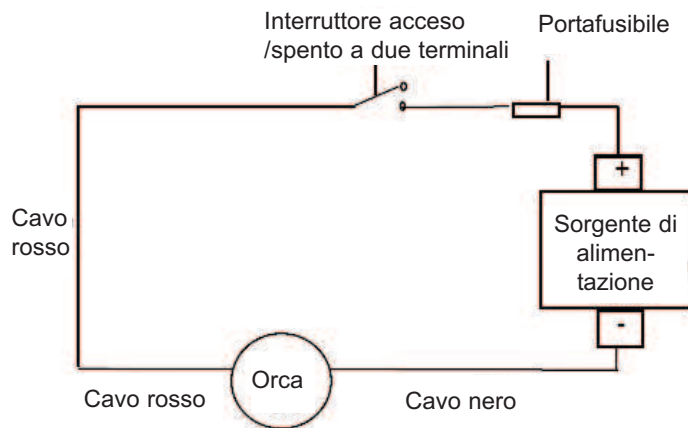 Interruttore acceso
/spento a due terminali
Portafusibile
+
Cavo
rosso
Sorgente di
alimen-
tazione
-
Orca
Cavo rosso
Cavo nero